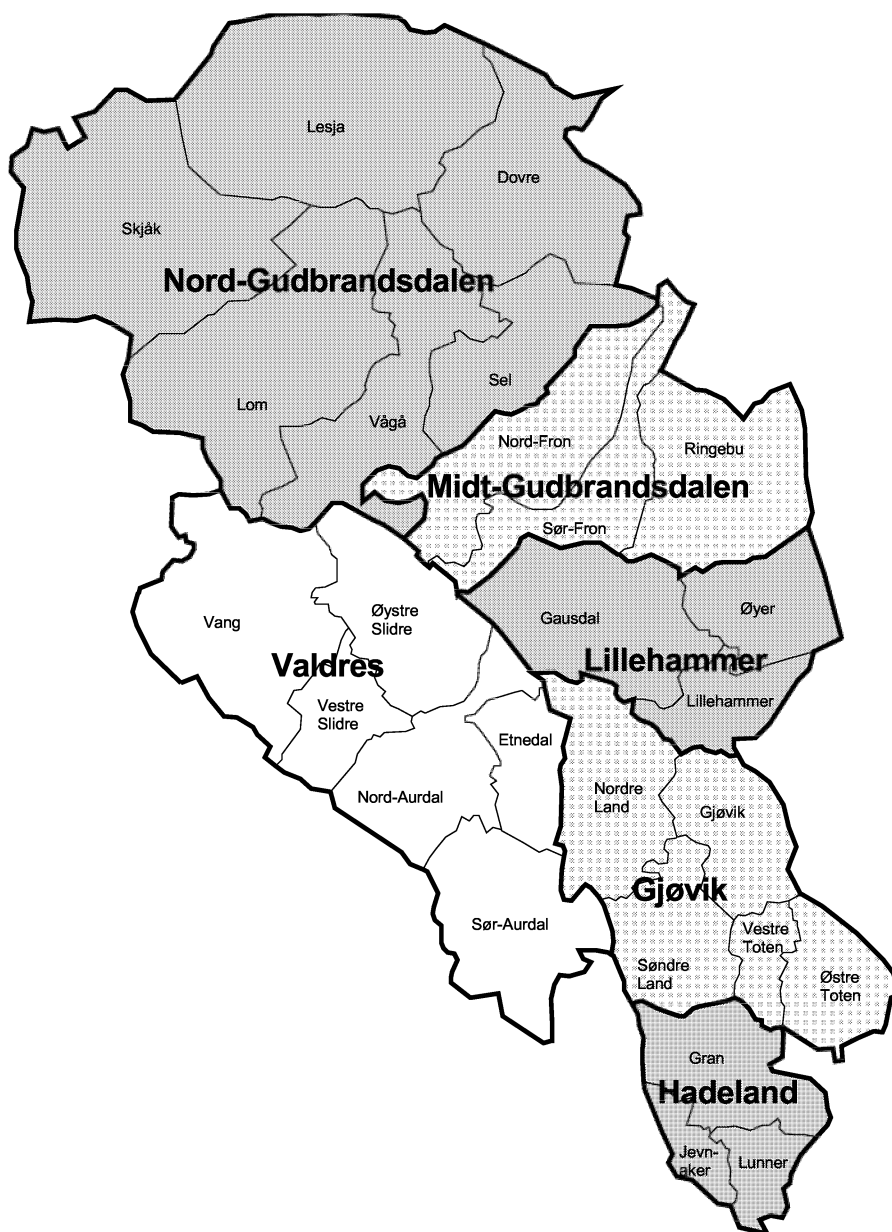 Lesja
Dovre
Skjåk
Nord-Gudbrandsdalen
Sel
Lom
Vågå
Nord-Fron
Ringebu
Midt-Gudbrandsdalen
Sør-Fron
Øystre
Slidre
Vang
Gausdal
Øyer
Valdres
Lillehammer
Vestre
Slidre
Lillehammer
Etnedal
Nord-Aurdal
Nordre
Land
Gjøvik
Gjøvik
Sør-Aurdal
Vestre
Toten
Søndre
Land
Østre
Toten
Gran
Hadeland
Jevn-
aker
Lunner